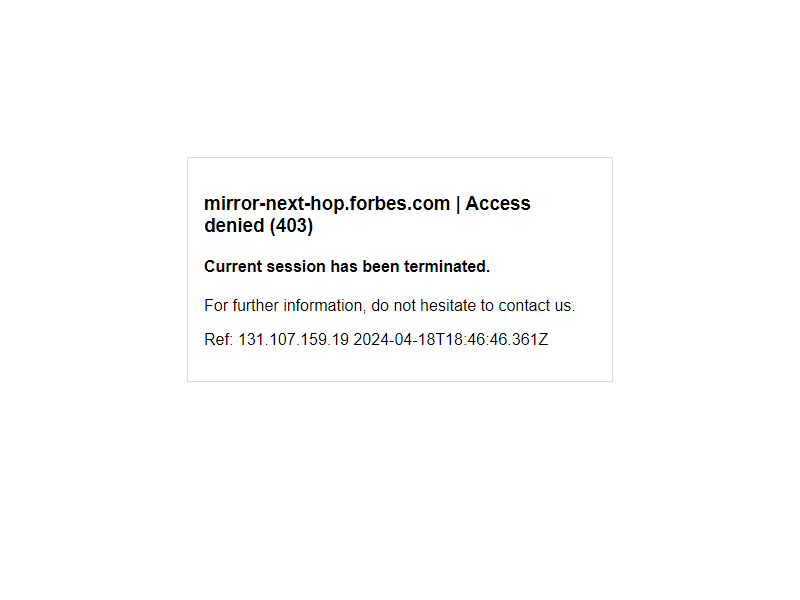 mirror-next-hop.forbes.com | Access
denied (403)
Current session has been terminated.
For further information, do not hesitate to contact us.
Ref: 131.107.159.19 2024-04-18T18:46:46.361Z